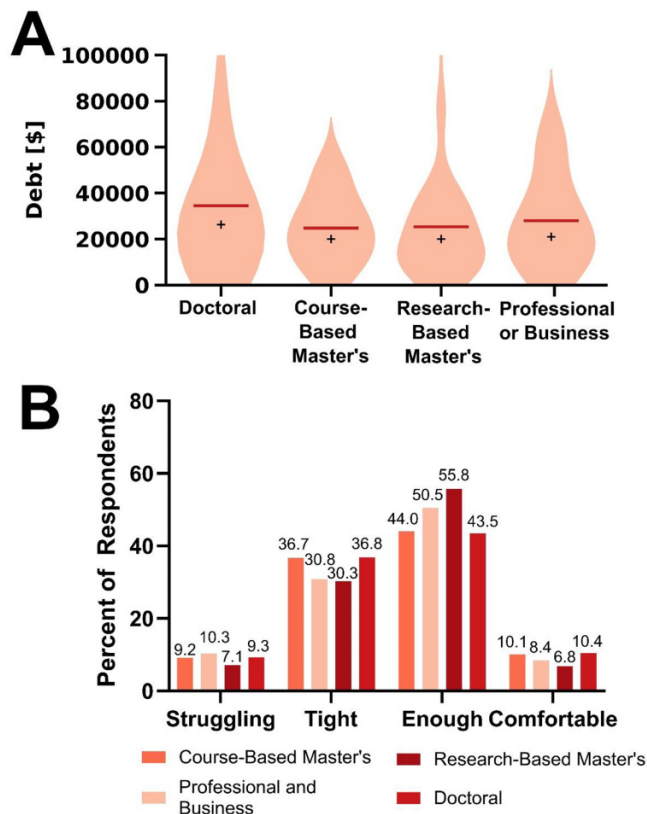 A
Debt [$]
100000
80000
60000
40000
20000
0
+
+
+
+
Doctoral
Course-
Based
Master's
Research-
Based
Master's
Professional
or Business
B
Percent of Respondents
80
60
40
20
0
9.2
10.3
7.1
9.3
36.7
30.8
30.3
36.8
44.0
50.5
55.8
43.5
10.1
8.4
6.8
10.4
Struggling
Tight
Enough
Comfortable
Course-Based Master's
Research-Based Master's
Professional and
Business
Doctoral